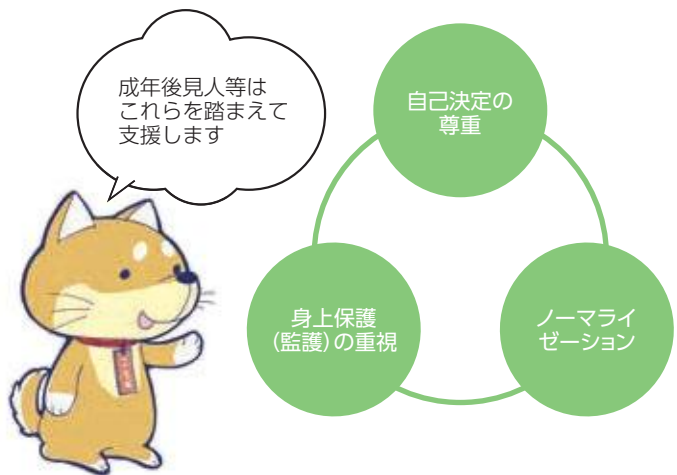 成年後見人等は
これらを踏まえて
支援します
自己決定の
尊重
身上保護
(監護)の重視
ノーマライ
ゼーション